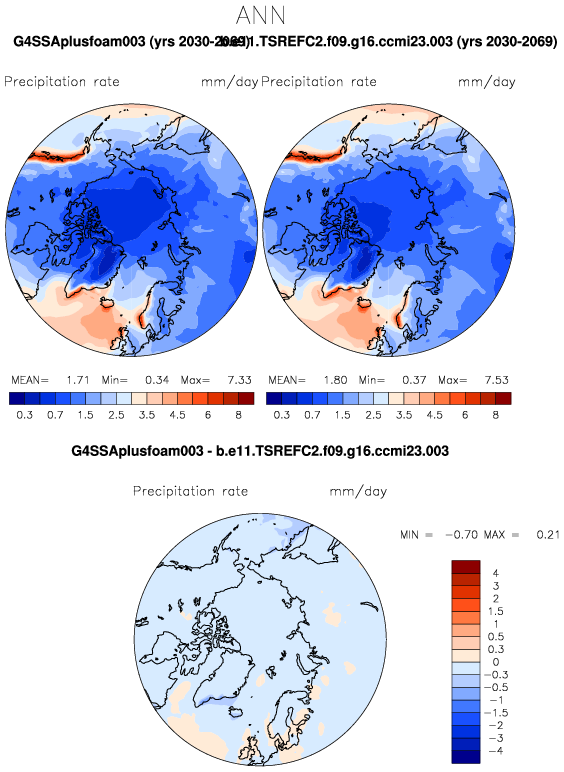 ANN
G4SSAplusfoam003 (yrs 2030-2069) b.e11.TSREFC2.f09.g16.ccmi23.003 (yrs 2030-2069)
Precipitation rate mm/day Precipitation rate mm/day
MEAN= 1.71 Min= 0.34 Max= 7.33 MEAN= 1.80 Min= 0.37 Max= 7.53
0.3 0.7 1.5 2.5 3.5 4.5 6 8 0.3 0.7 1.5 2.5 3.5 4.5 6 8
G4SSAplusfoam003 - b.e11.TSREFC2.f09.g16.ccmi23.003
Precipitation rate mm/day
MIN = -0.70 MAX = 0.21
4
3
2
1.5
1
0.5
0.3
0
-0.3
-0.5
-1
-1.5
-2
-3
-4